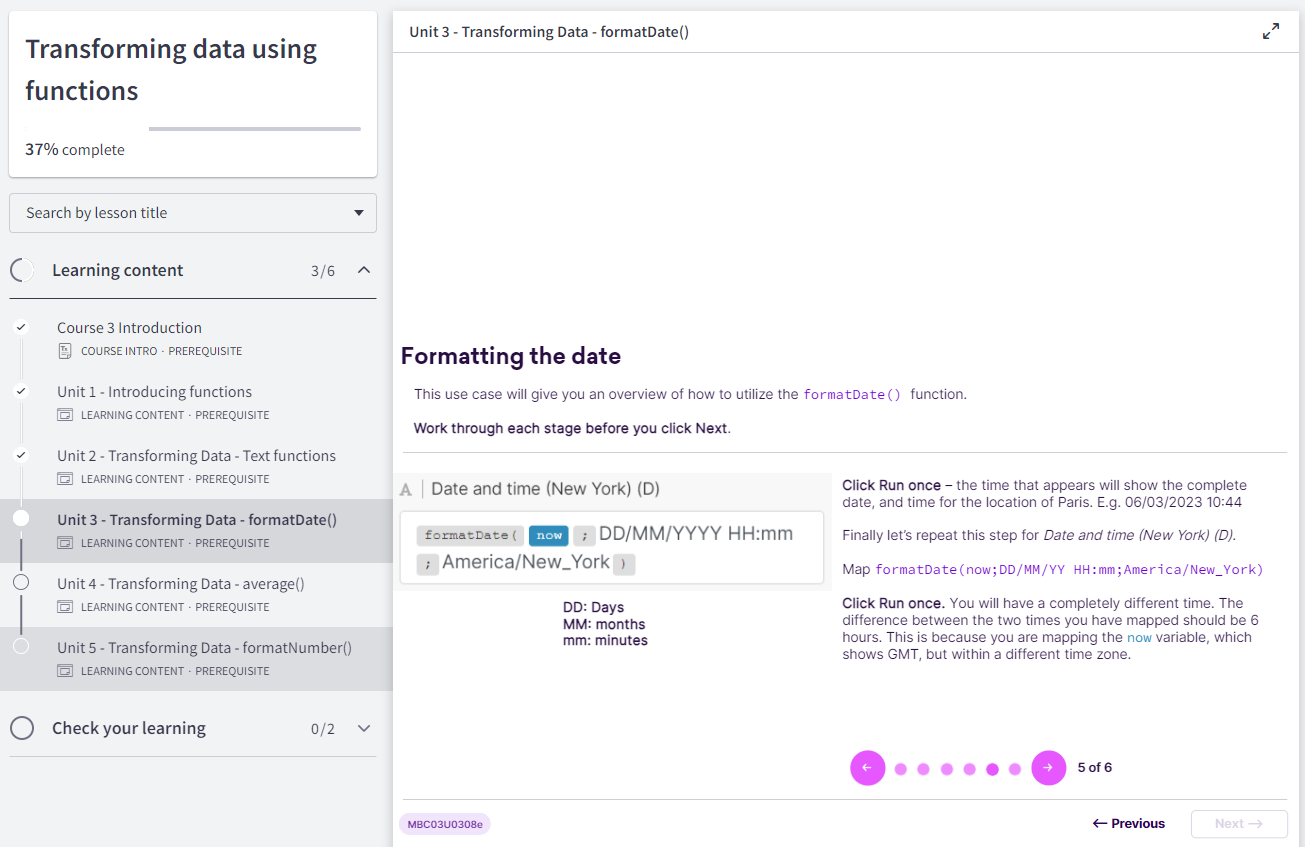 Transforming data using
functions
37% complete
Search by lesson title
Learning content 3/6
Course 3 Introduction
COURSE INTRO · PREREQUISITE
Unit 1 - Introducing functions
LEARNING CONTENT · PREREQUISITE
Unit 2 - Transforming Data - Text functions
LEARNING CONTENT · PREREQUISITE
Unit 3 - Transforming Data - formatDate()
LEARNING CONTENT · PREREQUISITE
Unit 4 - Transforming Data - average()
LEARNING CONTENT · PREREQUISITE
Unit 5 - Transforming Data - formatNumber()
LEARNING CONTENT · PREREQUISITE
Check your learning 0/2
Unit 3 - Transforming Data - formatDate()
Formatting the date
This use case will give you an overview of how to utilize the formatDate() function.
Work through each stage before you click Next.
A Date and time (New York) (D)
formatDate( now ; DD/MM/YYYY HH:mm
; America/New_York )
DD: Days
MM: months
mm: minutes
Click Run once – the time that appears will show the complete
date, and time for the location of Paris. E.g. 06/03/2023 10:44
Finally let's repeat this step for Date and time (New York) (D).
Map formatDate(now;DD/MM/YY HH:mm;America/New_York)
Click Run once. You will have a completely different time. The
difference between the two times you have mapped should be 6
hours. This is because you are mapping the now variable, which
shows GMT, but within a different time zone.
← → 5 of 6
MBC03U0308e
← Previous
Next →